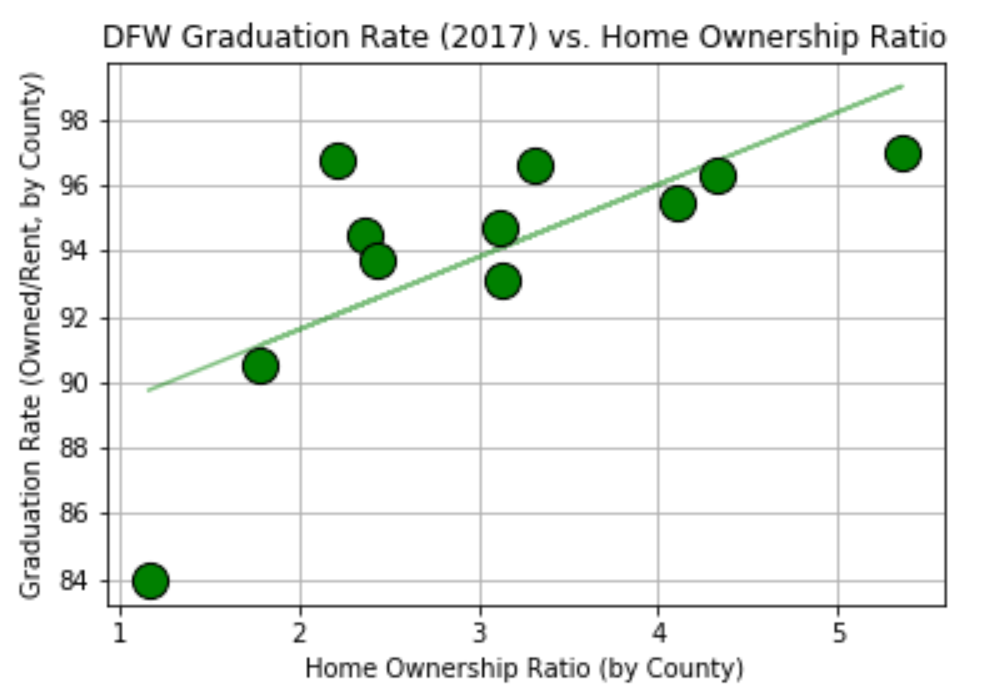 DFW Graduation Rate (2017) vs. Home Ownership Ratio
Graduation Rate (Owned/Rent, by County)
98
96
94
92
90
88
86
84
1 2 3 4 5
Home Ownership Ratio (by County)